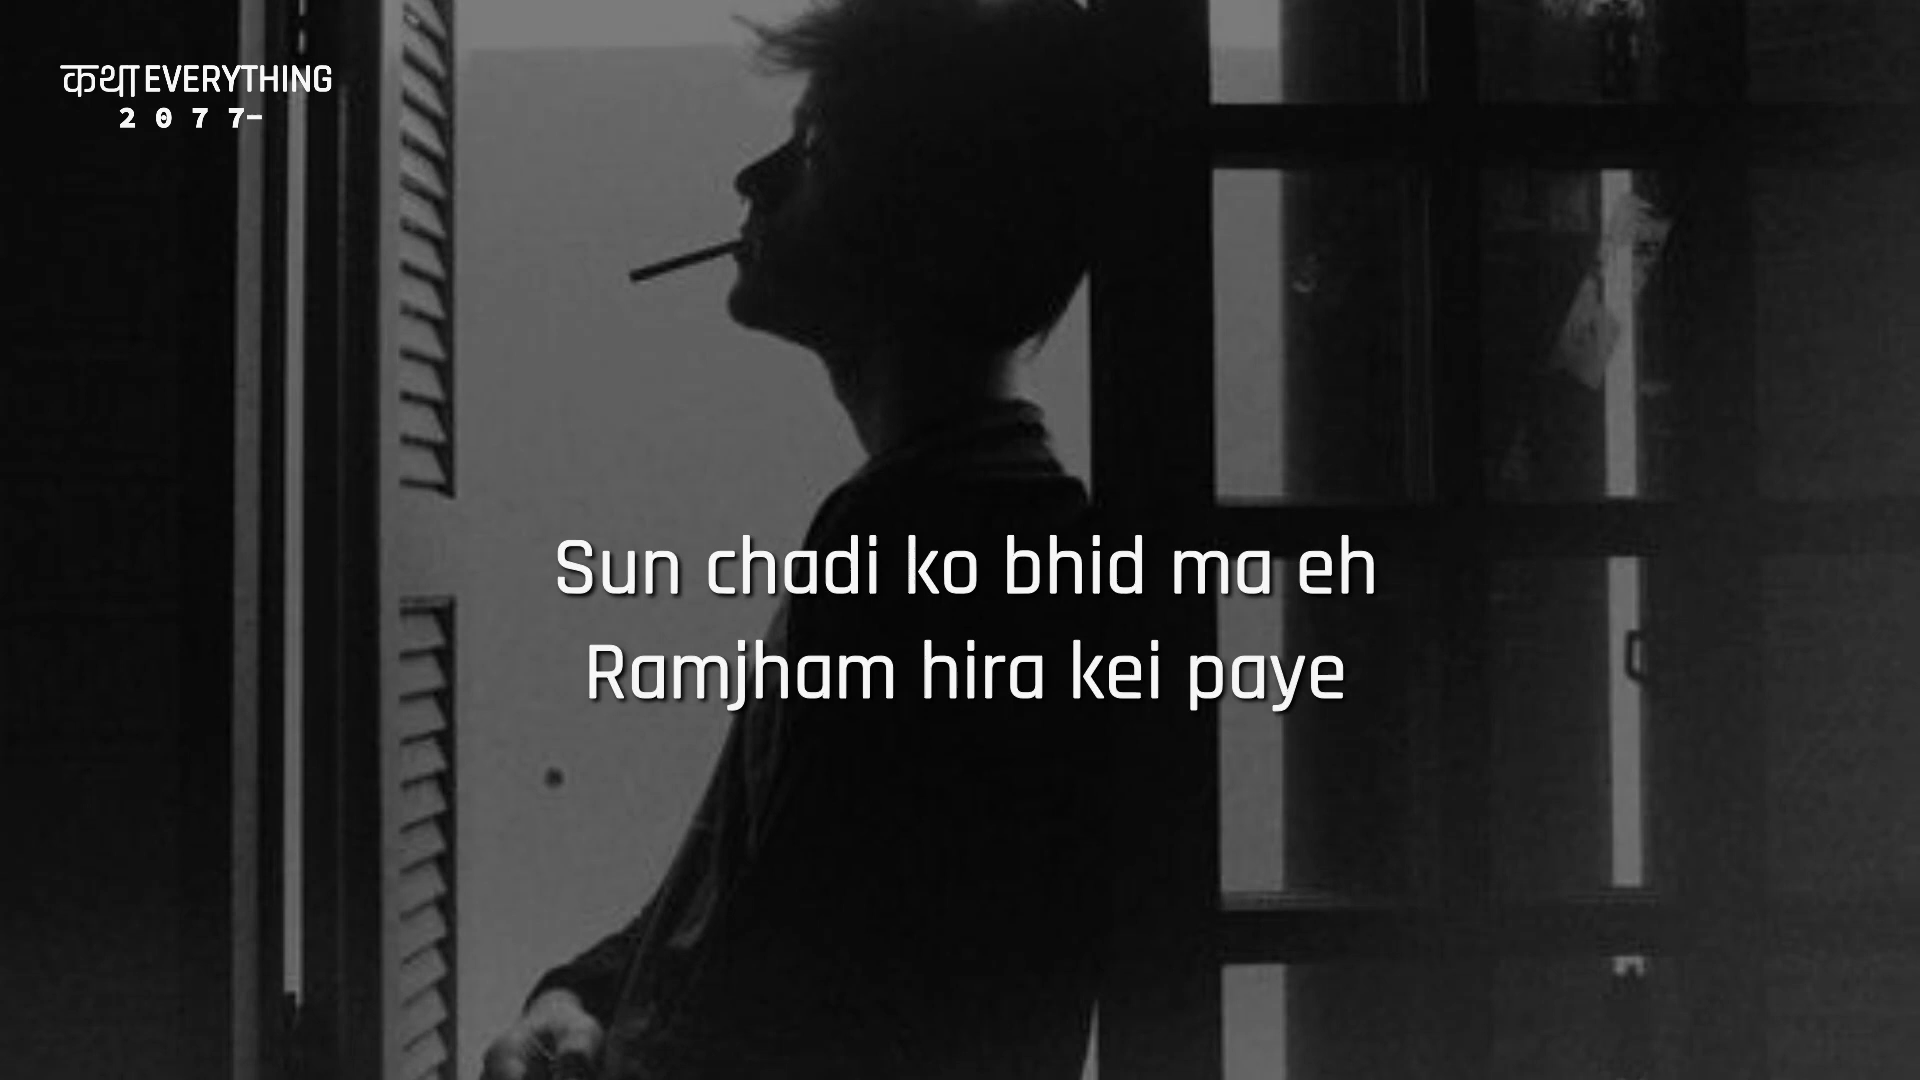 कथा EVERYTHING
2 0 7 7-
Sun chadi ko bhid ma eh
Ramjham hira kei paye